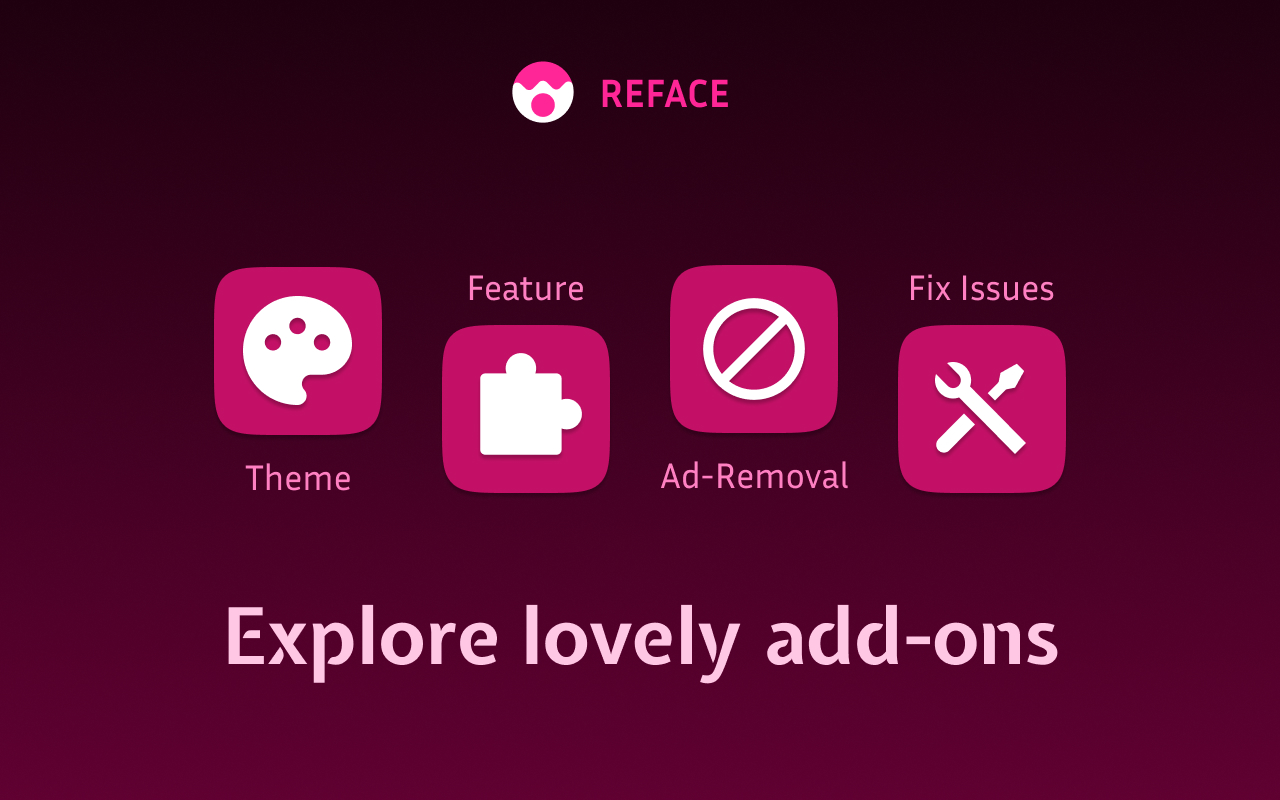 REFACE
Theme
Feature
Ad-Removal
Fix Issues
Explore lovely add-ons